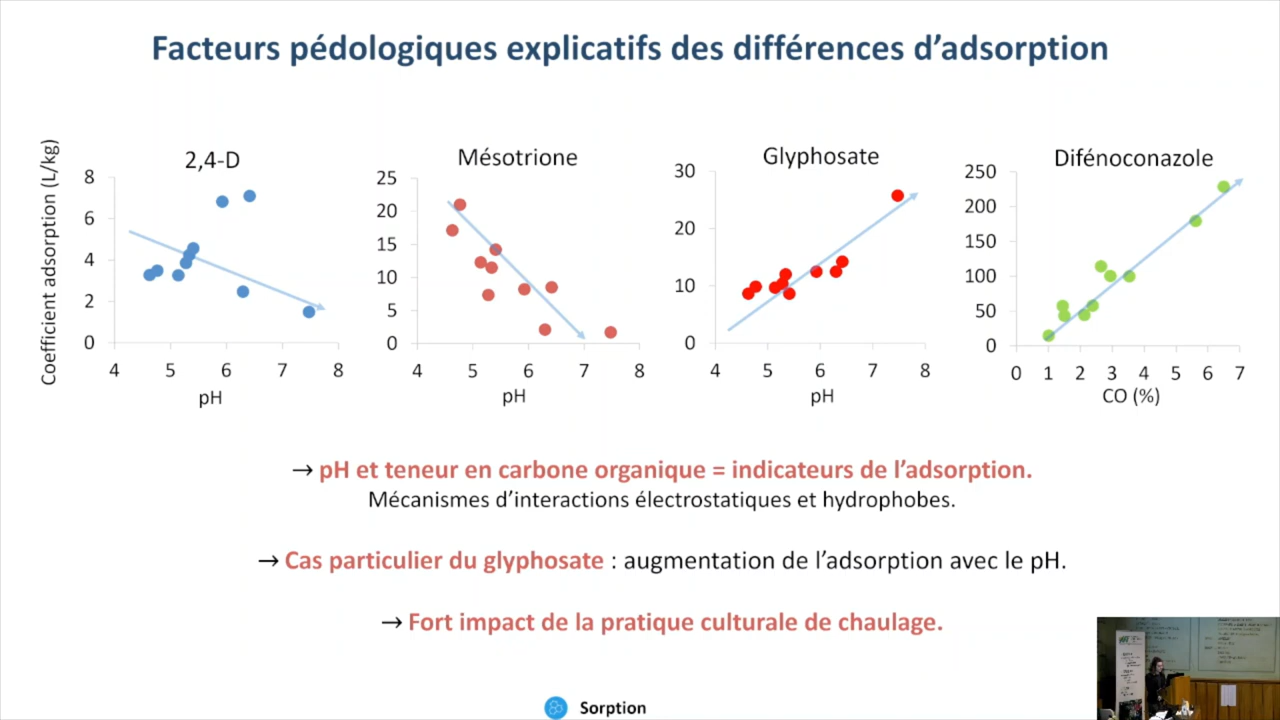 Facteurs pédologiques explicatifs des différences d’adsorption
Coefficient adsorption (L/kg)
2,4-D
8
6
4
2
0
4 5 6 7 8
pH
Mésotrione
25
20
15
10
5
0
4 5 6 7 8
pH
Glyphosate
30
20
10
0
4 5 6 7 8
pH
Difénoconazole
250
200
150
100
50
0
0 1 2 3 4 5 6 7
CO (%)
→ pH et teneur en carbone organique = indicateurs de l’adsorption.
Mécanismes d’interactions électrostatiques et hydrophobes.
→ Cas particulier du glyphosate : augmentation de l’adsorption avec le pH.
→ Fort impact de la pratique culturale de chaulage.
Sorption